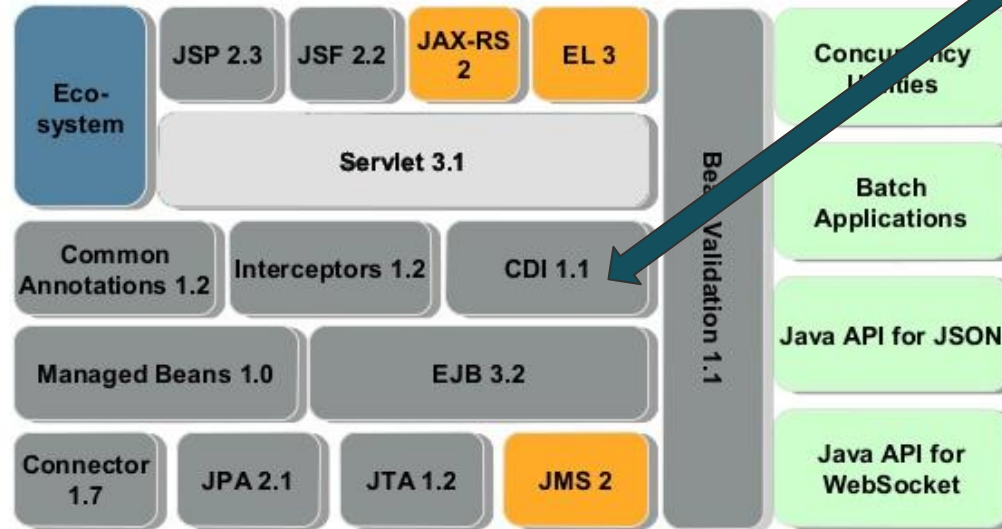 Eco-
system
JSP 2.3
JSF 2.2
JAX-RS
2
EL 3
Servlet 3.1
Common
Annotations 1.2
Interceptors 1.2
CDI 1.1
Managed Beans 1.0
EJB 3.2
Connector
1.7
JPA 2.1
JTA 1.2
JMS 2
Validation 1.1
Batch
Applications
Java API for JSON
Java API for
WebSocket